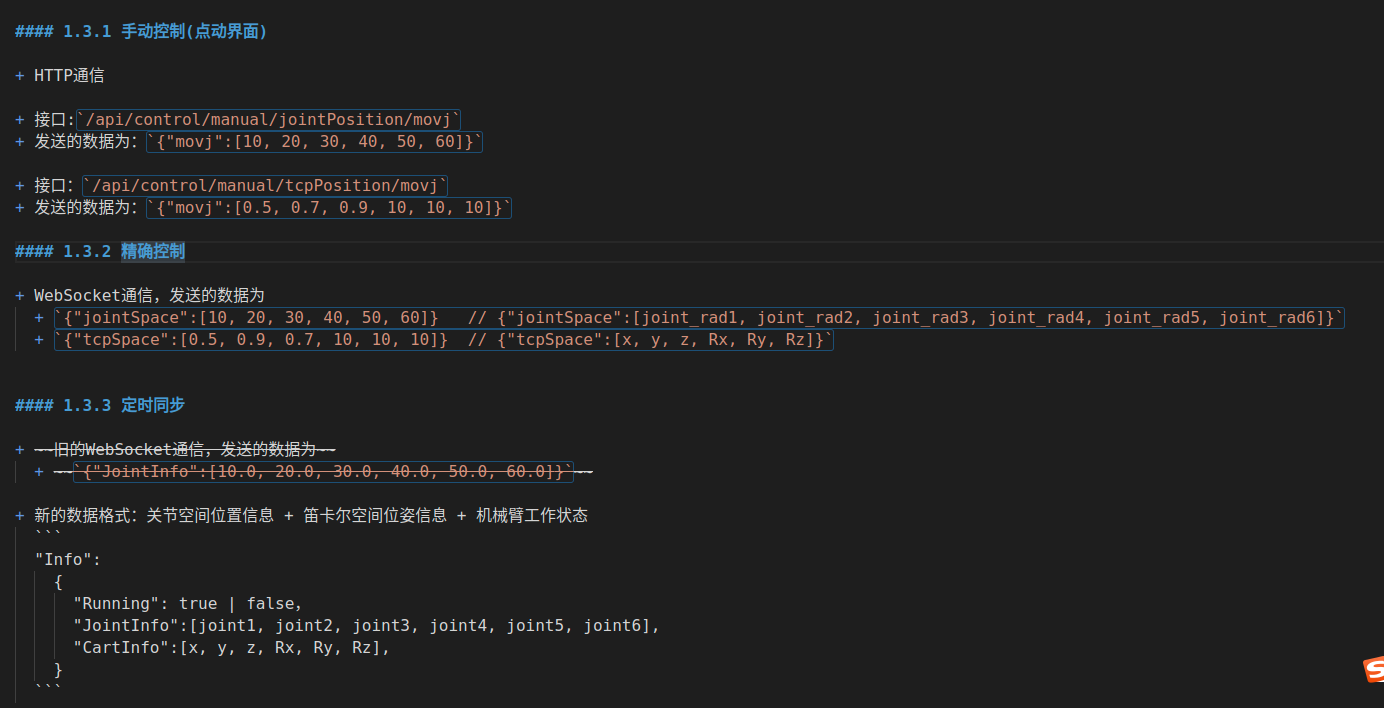 #### 1.3.1 手动控制(点动界面)
+ HTTP通信
+ 接口:`/api/control/manual/jointPosition/movj`
+ 发送的数据为：`{"movj":[10, 20, 30, 40, 50, 60]}`
+ 接口：`/api/control/manual/tcpPosition/movj`
+ 发送的数据为：`{"movj":[0.5, 0.7, 0.9, 10, 10, 10]}`
#### 1.3.2 精确控制
+ WebSocket通信，发送的数据为
+ `{"jointSpace":[10, 20, 30, 40, 50, 60]}   // {"jointSpace":[joint_rad1, joint_rad2, joint_rad3, joint_rad4, joint_rad5, joint_rad6]}`
+ `{"tcpSpace":[0.5, 0.9, 0.7, 10, 10, 10]}  // {"tcpSpace":[x, y, z, Rx, Ry, Rz]}`
#### 1.3.3 定时同步
+ ~~旧的WebSocket通信，发送的数据为~~
+ ~~`{"JointInfo":[10.0, 20.0, 30.0, 40.0, 50.0, 60.0]}`~~
+ 新的数据格式：关节空间位置信息 + 笛卡尔空间位姿信息 + 机械臂工作状态
```
"Info":
{
"Running": true | false,
"JointInfo":[joint1, joint2, joint3, joint4, joint5, joint6],
"CartInfo":[x, y, z, Rx, Ry, Rz],
}
```